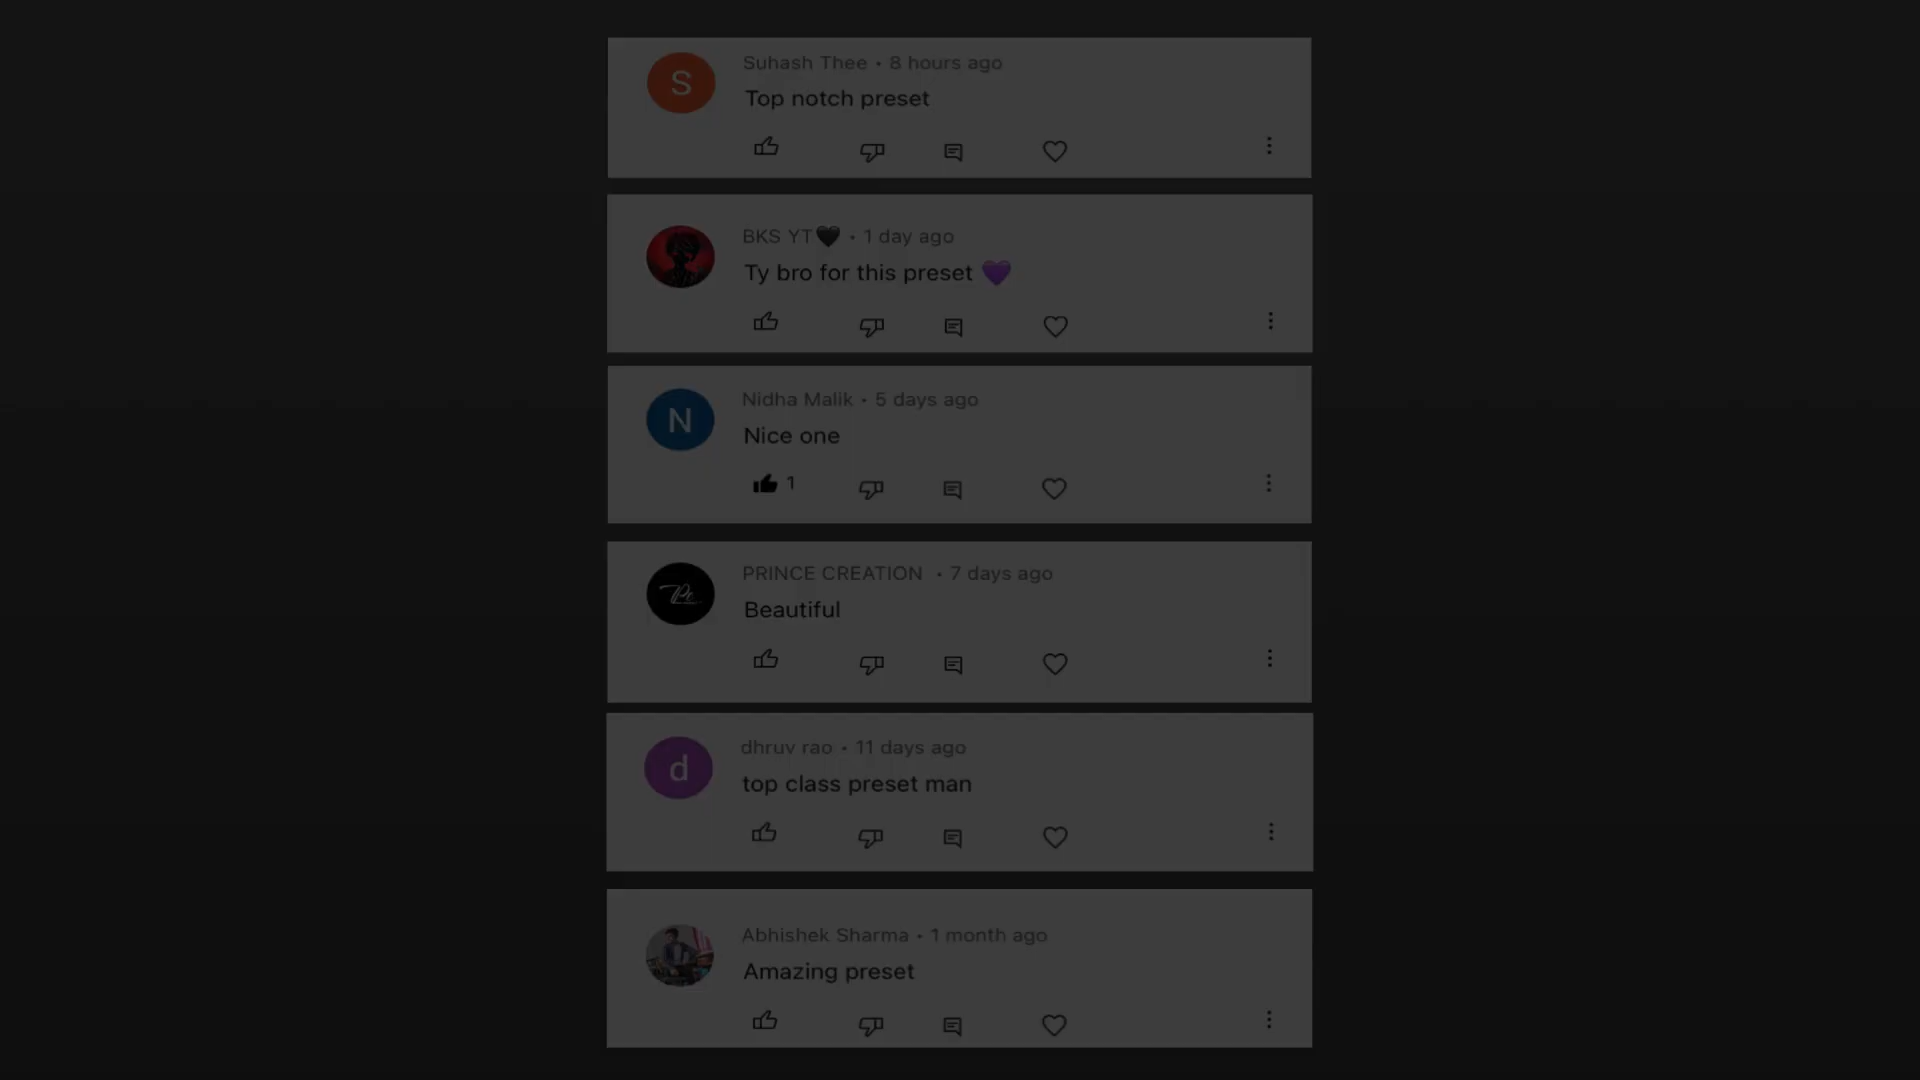 S
Suhash Thee • 8 hours ago
Top notch preset
BKS YT🖤 • 1 day ago
Ty bro for this preset 💜
N
Nidha Malik • 5 days ago
Nice one
1
PRINCE CREATION • 7 days ago
Beautiful
d
dhruv rao • 11 days ago
top class preset man
Abhishek Sharma • 1 month ago
Amazing preset